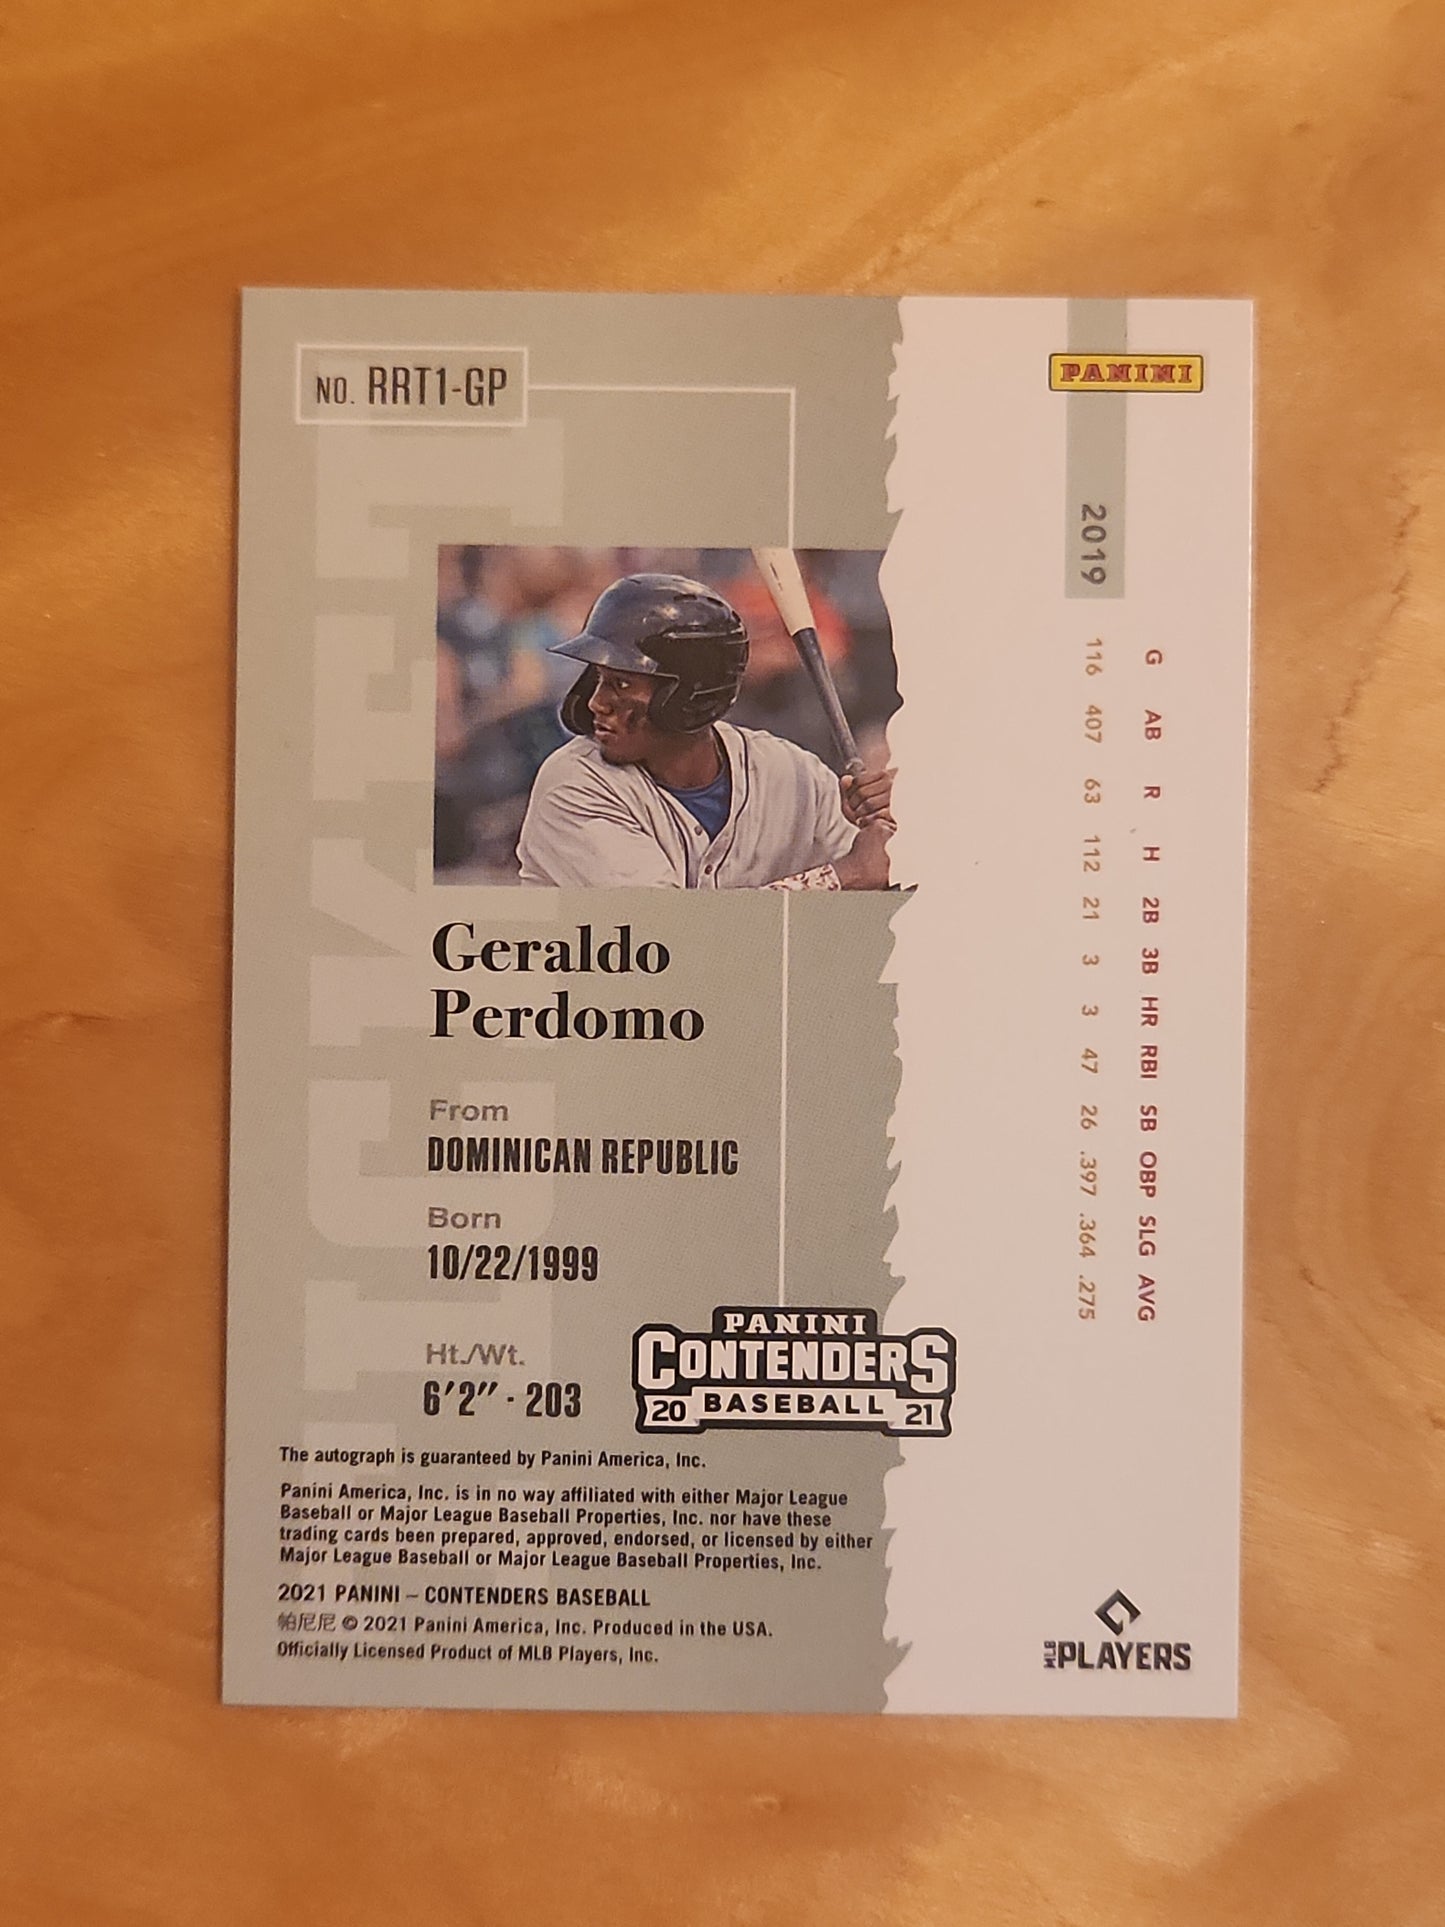 NO. RRT1-GP
PANINI
TICKET
2019
G AB R H 2B 3B HR RBI SB OBP SLG AVG
116 407 63 112 21 3 3 47 26 .397 .364 .275
Geraldo
Perdomo
From
DOMINICAN REPUBLIC
Born
10/22/1999
Ht./Wt.
6'2" · 203
PANINI
CONTENDERS
20 BASEBALL 21
The autograph is guaranteed by Panini America, Inc.
Panini America, Inc. is in no way affiliated with either Major League
Baseball or Major League Baseball Properties, Inc. nor have these
trading cards been prepared, approved, endorsed, or licensed by either
Major League Baseball or Major League Baseball Properties, Inc.
2021 PANINI – CONTENDERS BASEBALL
帕尼尼 © 2021 Panini America, Inc. Produced in the USA.
Officially Licensed Product of MLB Players, Inc.
MLB PLAYERS